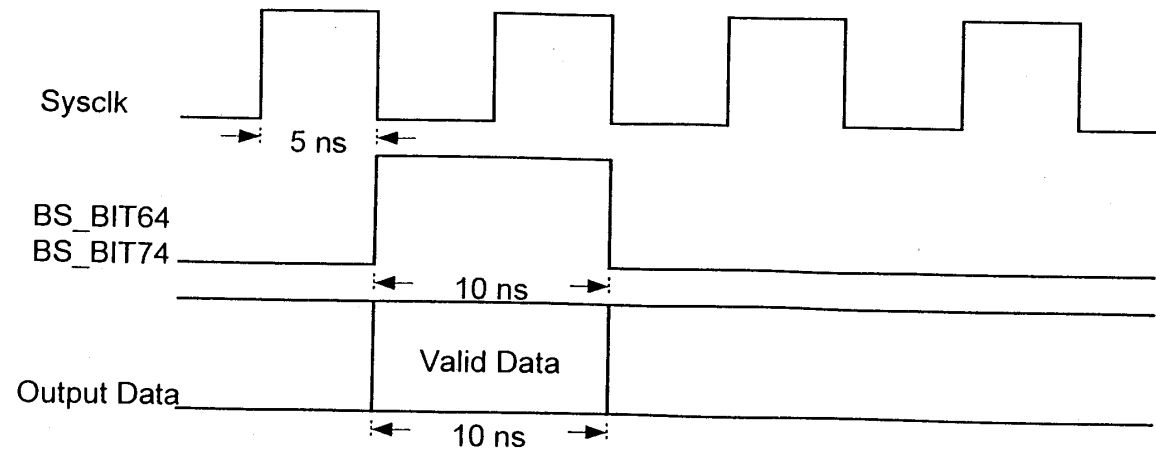 Sysclk
5 ns
BS_BIT64
BS_BIT74
10 ns
Valid Data
Output Data
10 ns